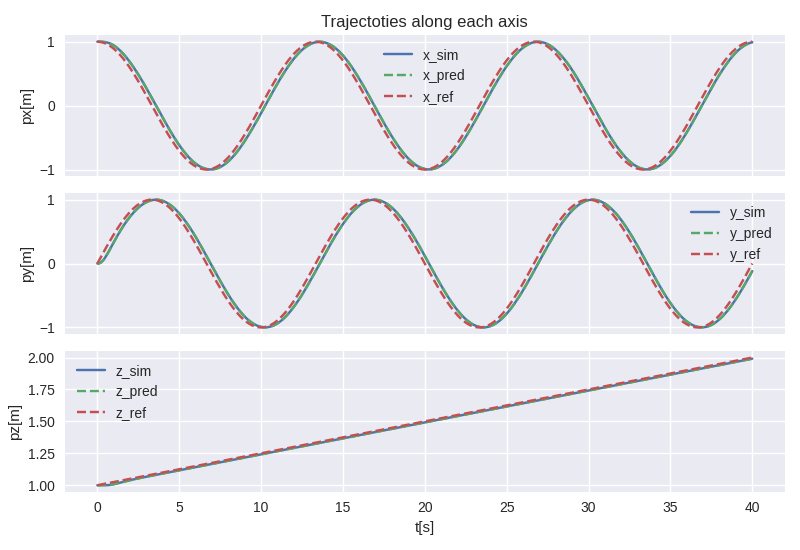 Trajectoties along each axis
1
0
−1
px[m]
x_sim
x_pred
x_ref
1
0
−1
py[m]
y_sim
y_pred
y_ref
2.00
1.75
1.50
1.25
1.00
pz[m]
z_sim
z_pred
z_ref
0 5 10 15 20 25 30 35 40
t[s]